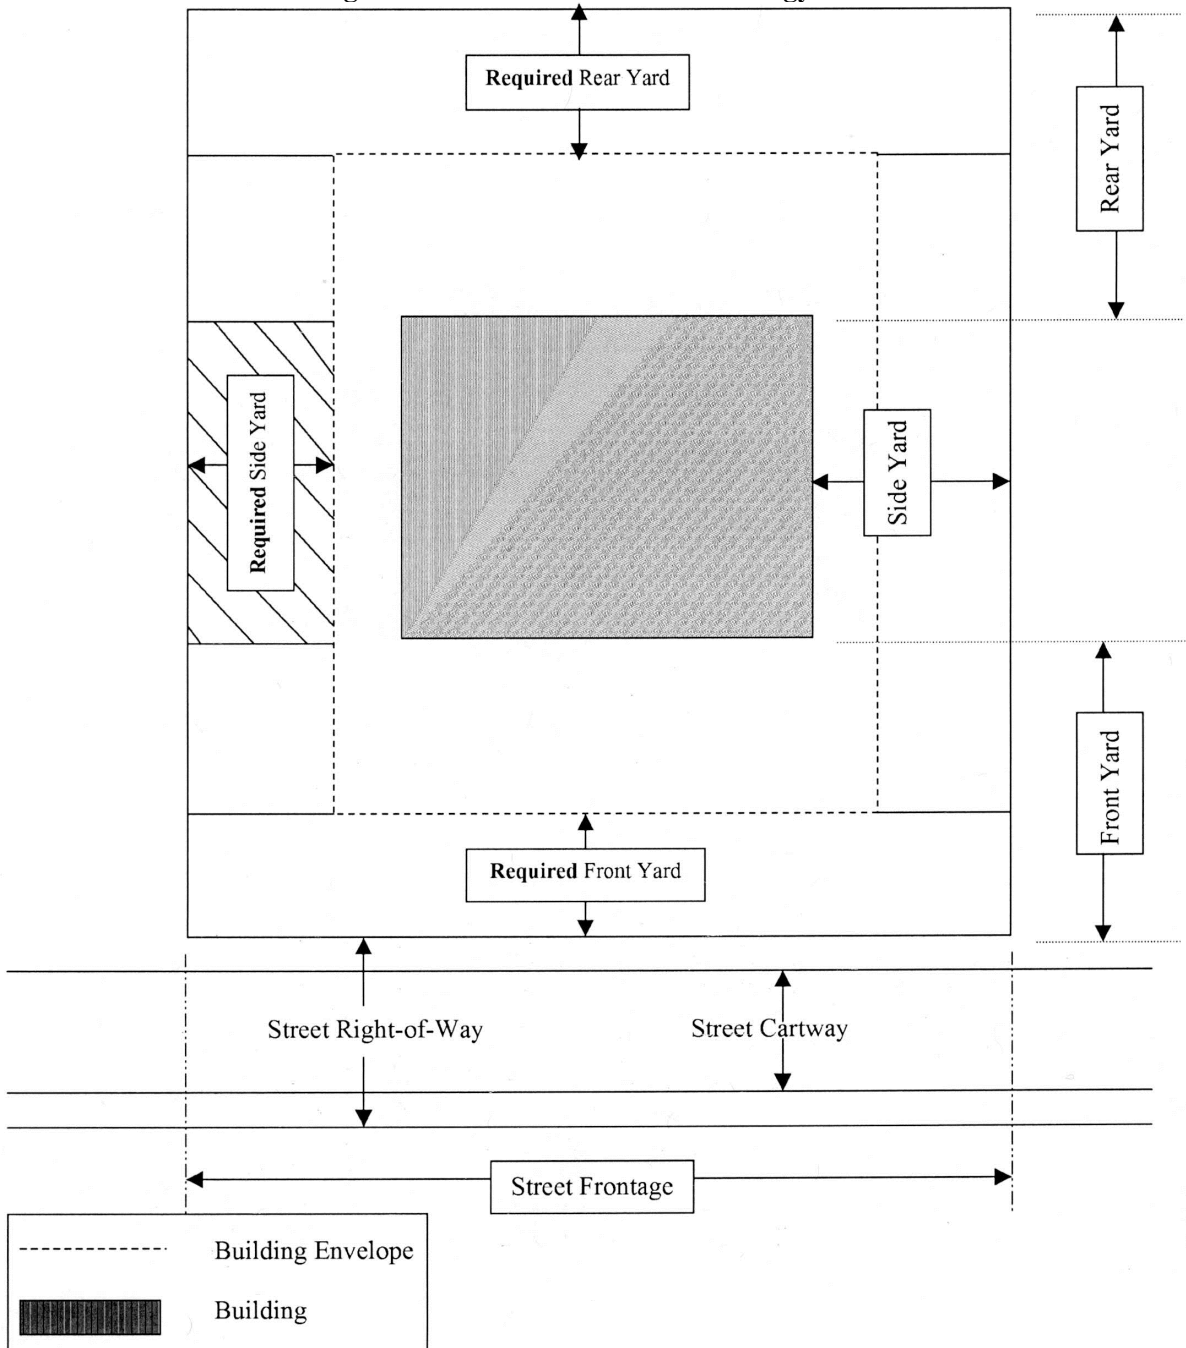 Required Rear Yard
Rear Yard
Required Side Yard
Side Yard
Front Yard
Required Front Yard
Street Right-of-Way
Street Cartway
Street Frontage
Building Envelope
Building